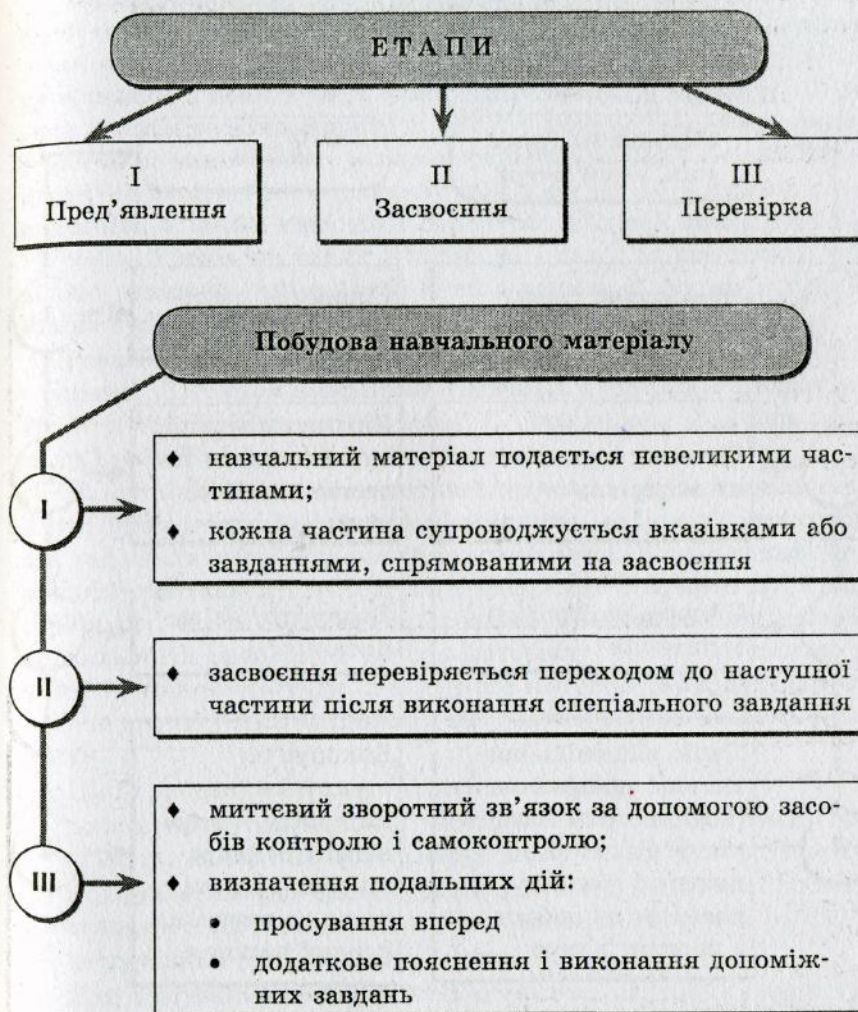 ЕТАПИ
I
Пред’явлення
II
Засвоєння
III
Перевірка
Побудова навчального матеріалу
I
♦ навчальний матеріал подається невеликими час-
тинами;
♦ кожна частина супроводжується вказівками або
завданнями, спрямованими на засвоєння
II
♦ засвоєння перевіряється переходом до наступної
частини після виконання спеціального завдання
III
♦ миттєвий зворотний зв’язок за допомогою засо-
бів контролю і самоконтролю;
♦ визначення подальших дій:
• просування вперед
• додаткове пояснення і виконання допоміж-
них завдань